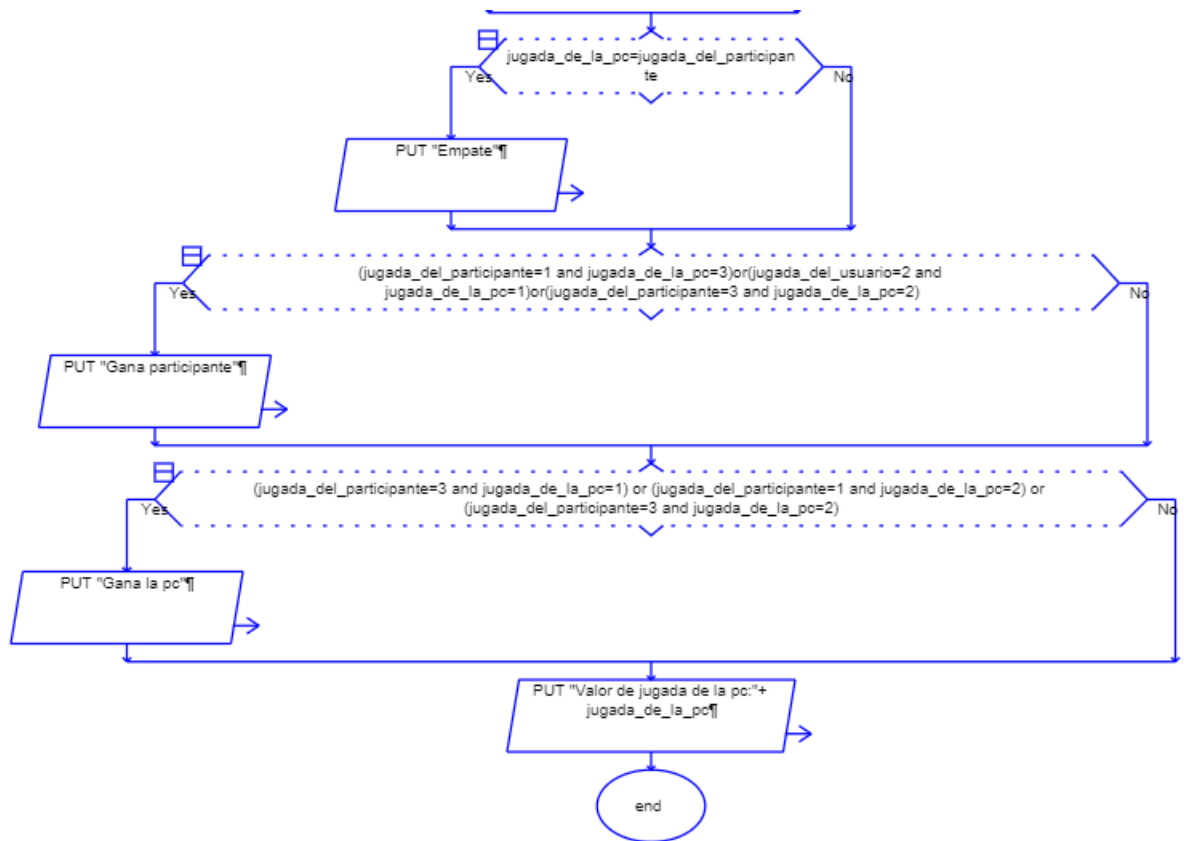 jugada_de_la_pc=jugada_del_participan
te
Yes
No
PUT "Empate"¶
(jugada_del_participante=1 and jugada_de_la_pc=3)or(jugada_del_usuario=2 and
jugada_de_la_pc=1)or(jugada_del_participante=3 and jugada_de_la_pc=2)
Yes
No
PUT "Gana participante"¶
(jugada_del_participante=3 and jugada_de_la_pc=1) or (jugada_del_participante=1 and jugada_de_la_pc=2) or
(jugada_del_participante=3 and jugada_de_la_pc=2)
Yes
No
PUT "Gana la pc"¶
PUT "Valor de jugada de la pc:"+
jugada_de_la_pc¶
end